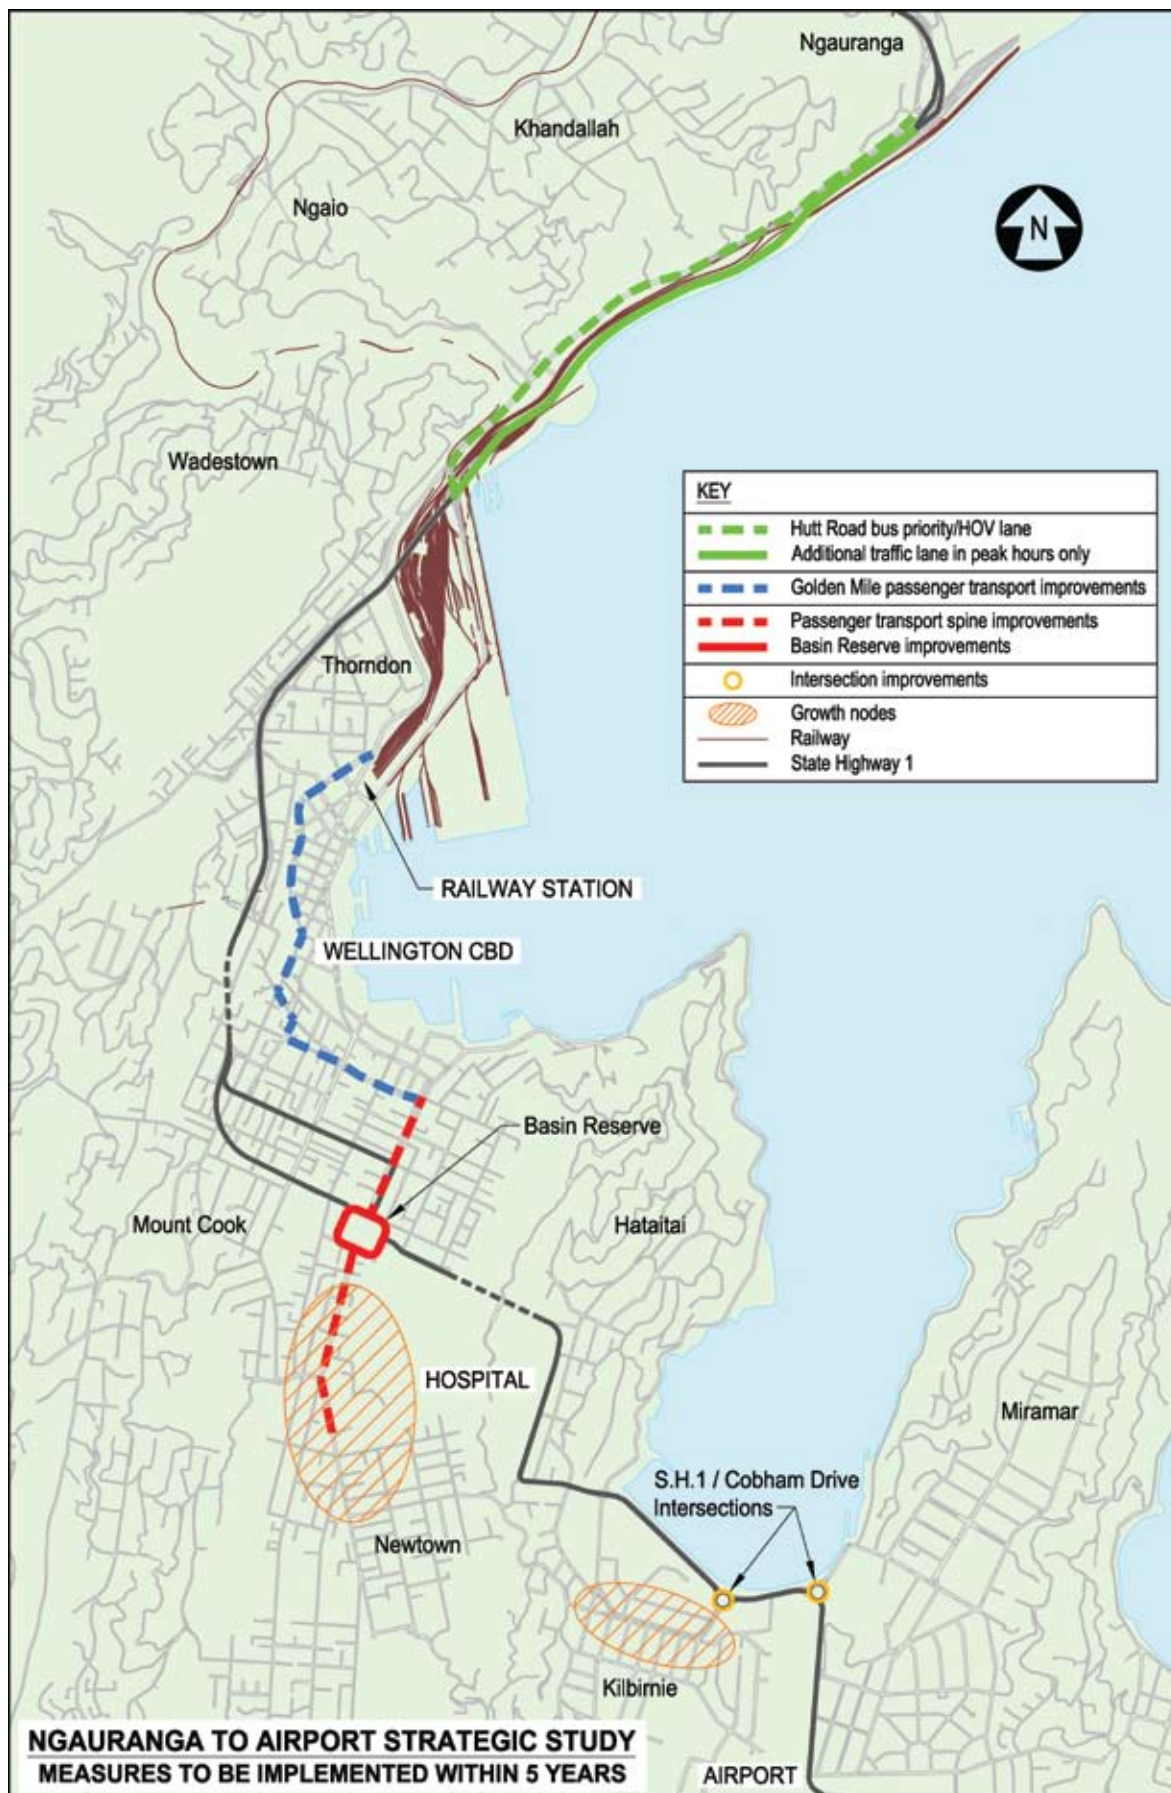 Ngauranga
Khandallah
Ngaio
N
Wadestown
KEY
Hutt Road bus priority/HOV lane
Additional traffic lane in peak hours only
Golden Mile passenger transport improvements
Passenger transport spine improvements
Basin Reserve improvements
Intersection improvements
Growth nodes
Railway
State Highway 1
Thorndon
RAILWAY STATION
WELLINGTON CBD
Basin Reserve
Mount Cook
Hataitai
HOSPITAL
Miramar
S.H.1 / Cobham Drive
Intersections
Newtown
Kilbirnie
NGAURANGA TO AIRPORT STRATEGIC STUDY
MEASURES TO BE IMPLEMENTED WITHIN 5 YEARS
AIRPORT